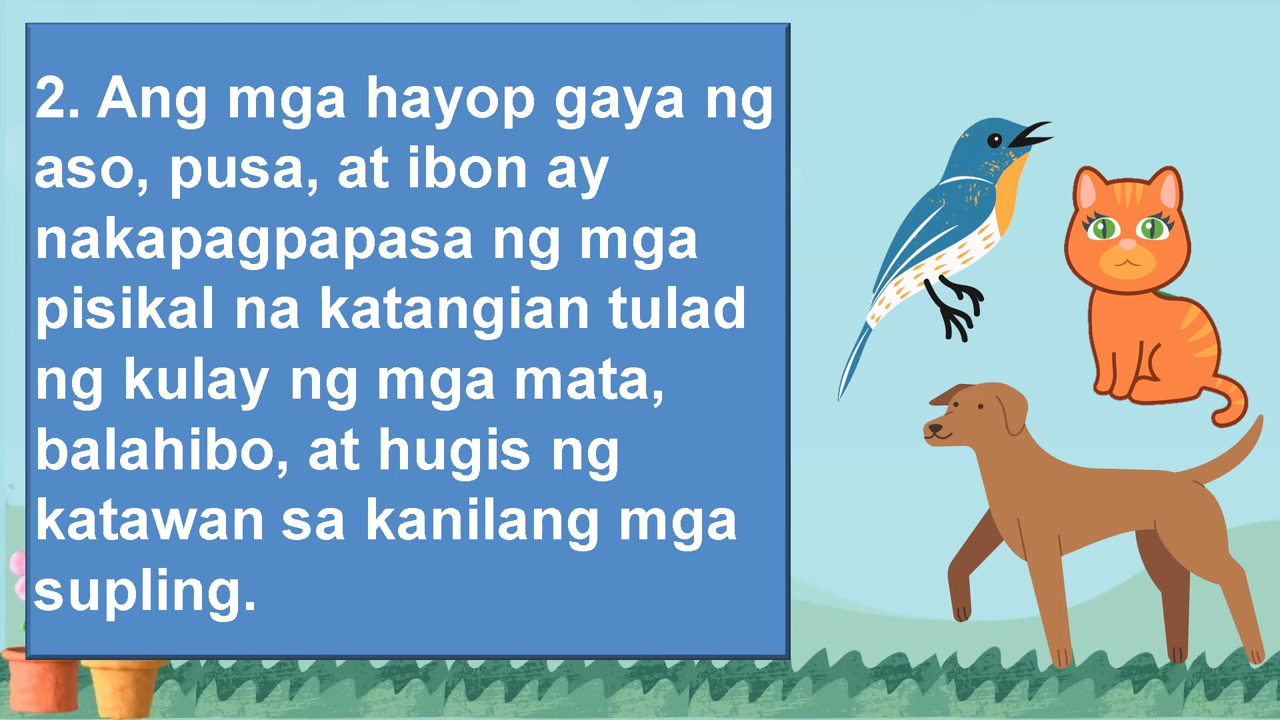 2. Ang mga hayop gaya ng
aso, pusa, at ibon ay
nakapagpapasa ng mga
pisikal na katangian tulad
ng kulay ng mga mata,
balahibo, at hugis ng
katawan sa kanilang mga
supling.